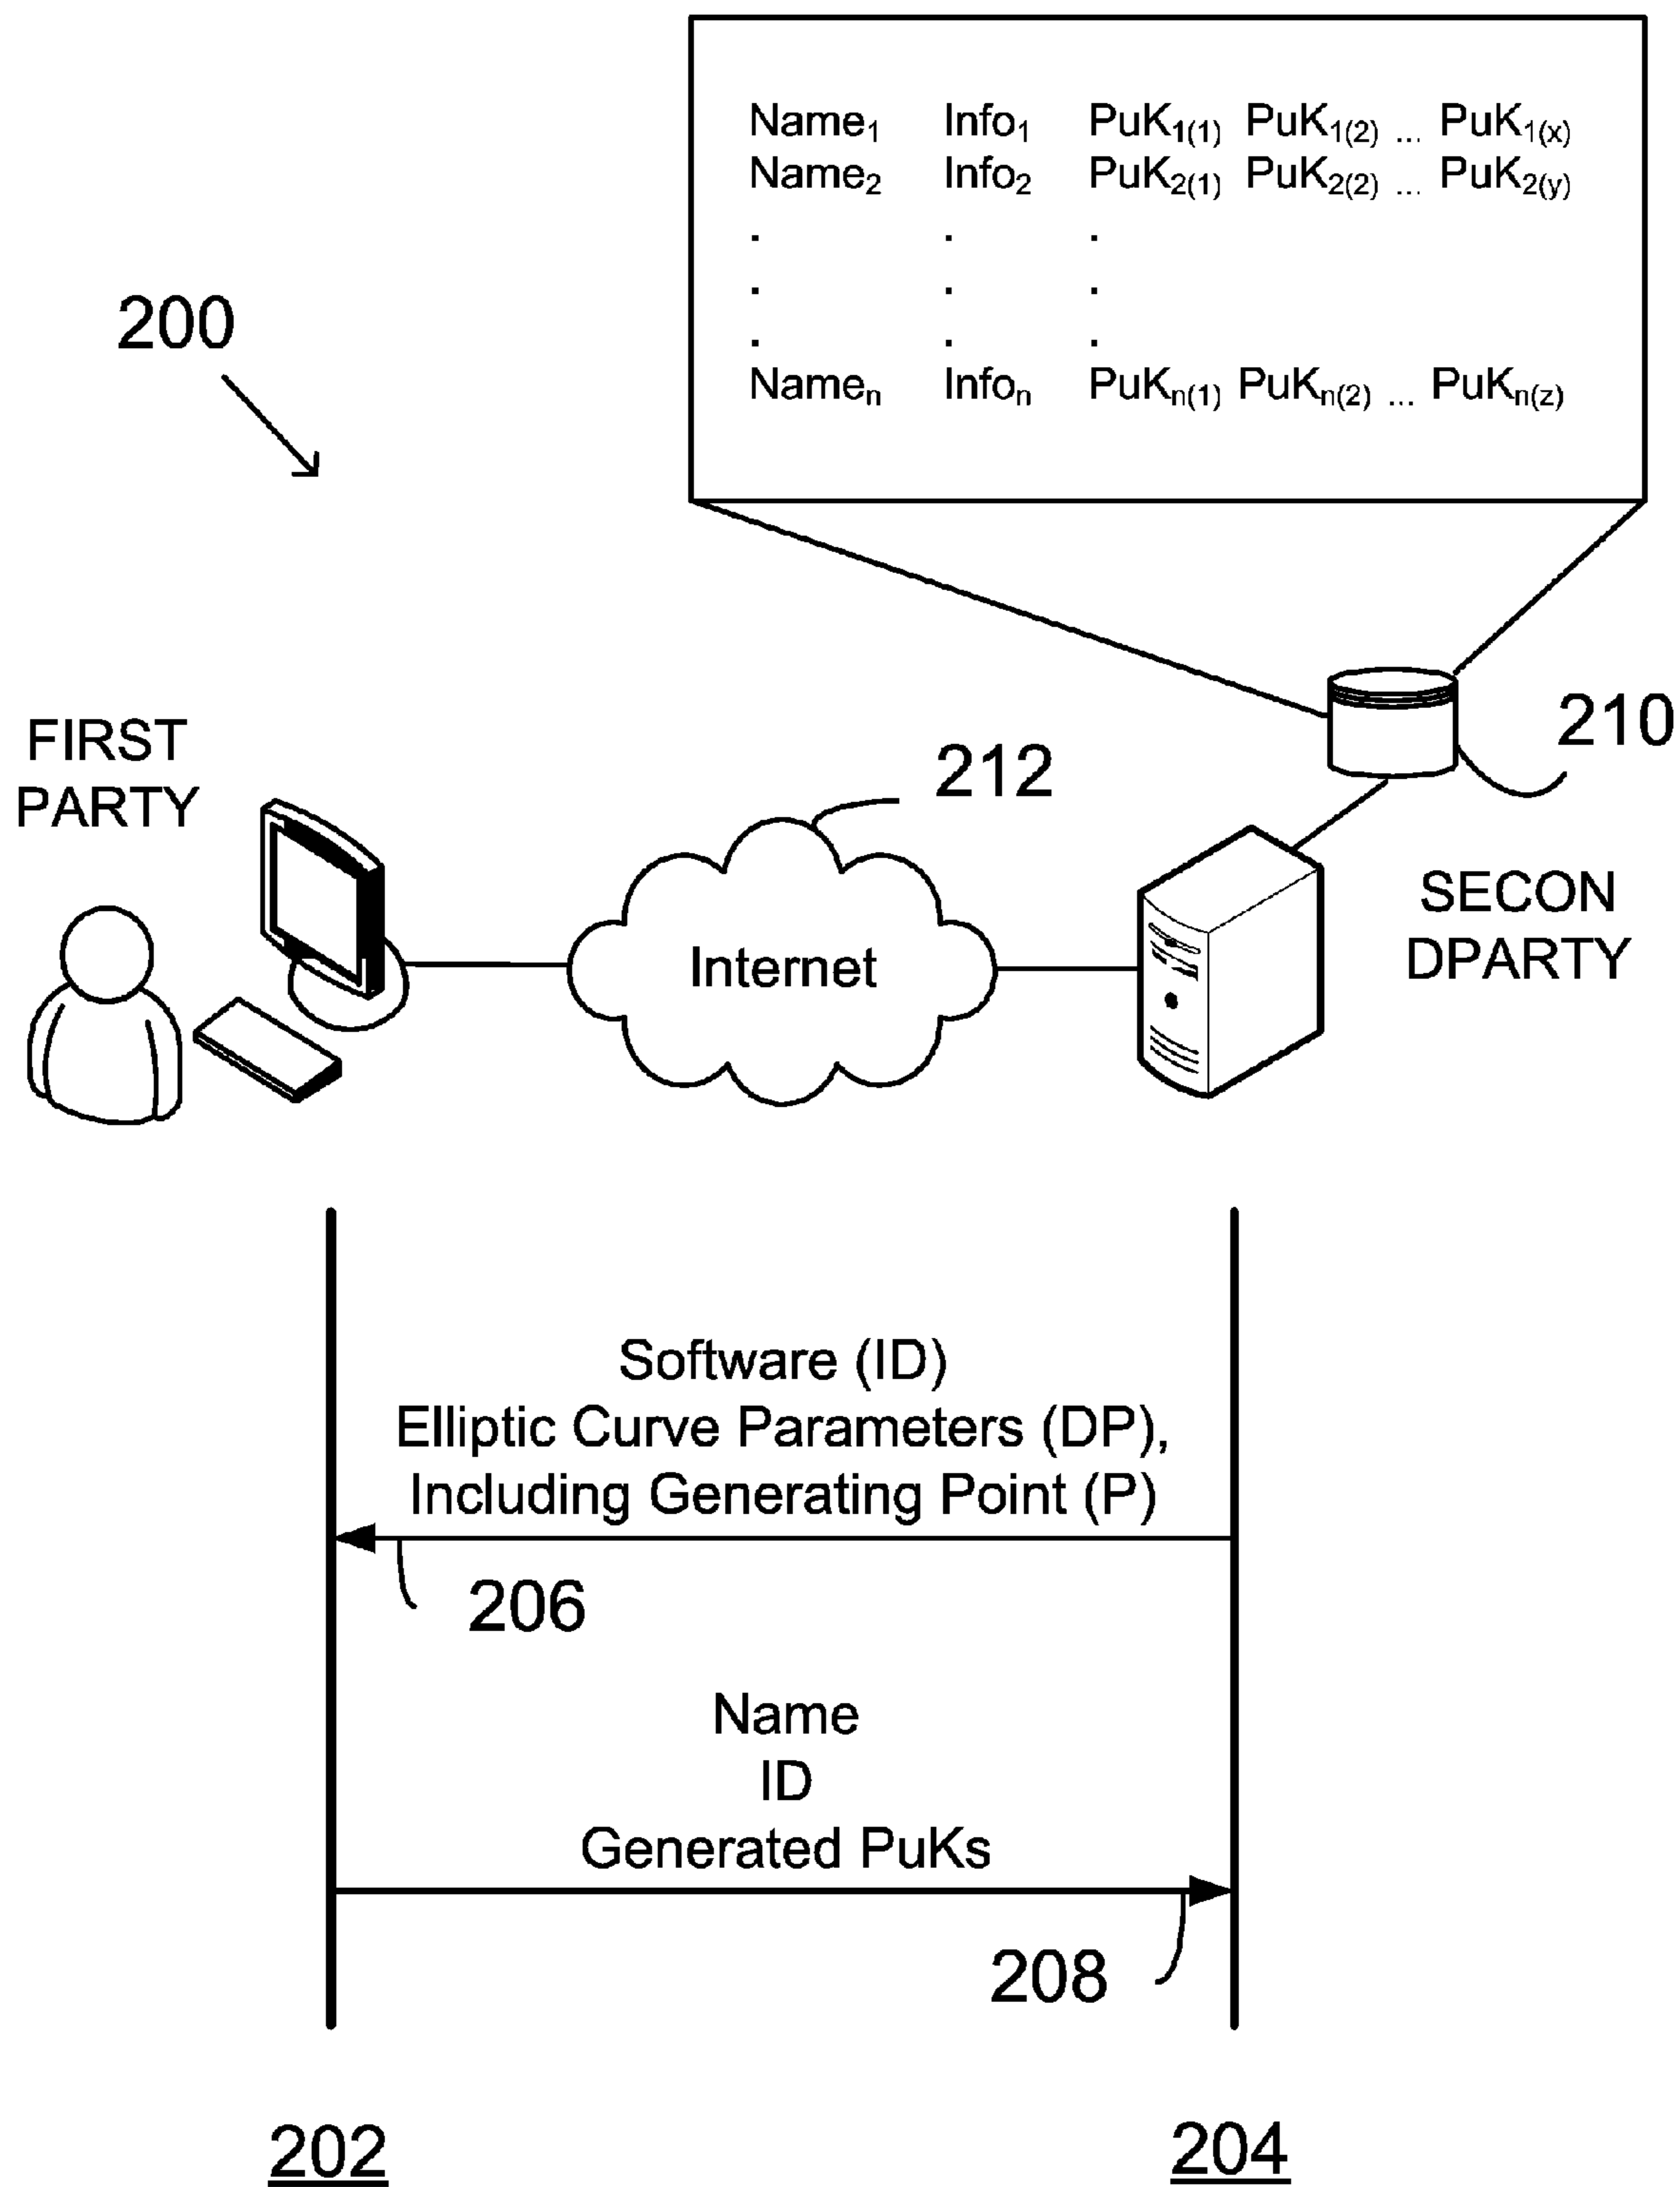 Name1 Info1 PuK1(1) PuK1(2) ... PuK1(x)
Name2 Info2 PuK2(1) PuK2(2) ... PuK2(y)
. . .
. . .
. . .
Namen Infon PuKn(1) PuKn(2) ... PuKn(z)
200
210
FIRST
PARTY
212
SECON
DPARTY
Internet
Software (ID)
Elliptic Curve Parameters (DP),
Including Generating Point (P)
206
Name
ID
Generated PuKs
208
202
204